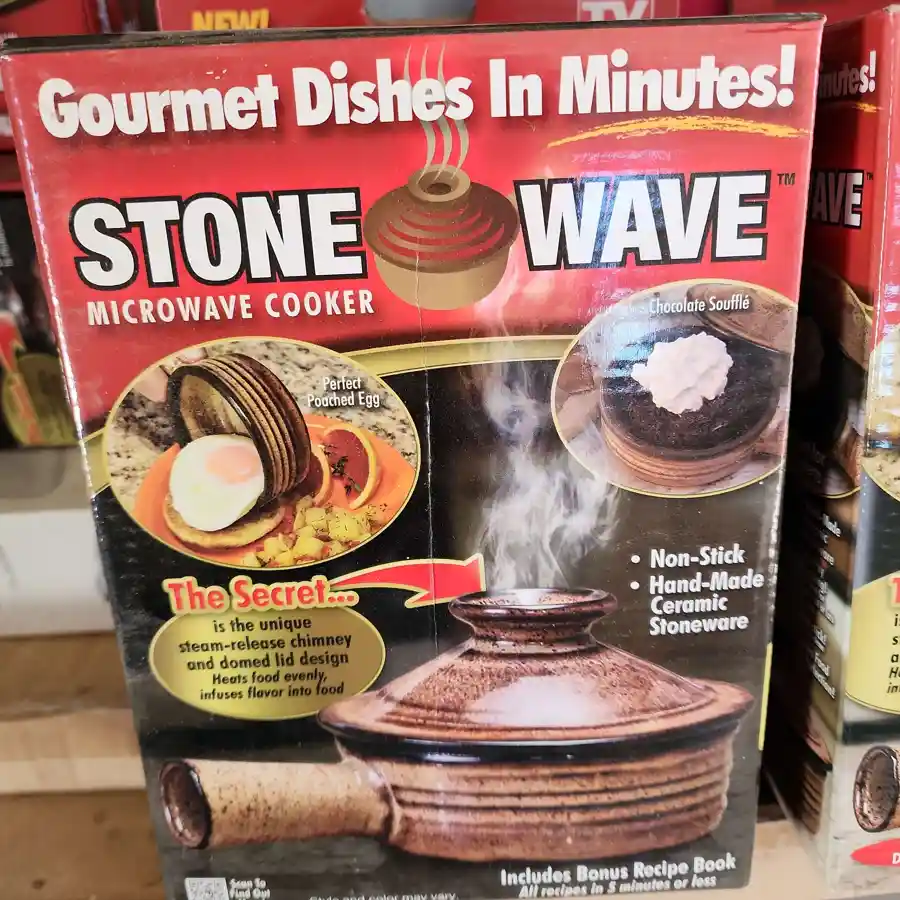 NEW!
TV
Gourmet Dishes In Minutes!
STONE WAVE™
MICROWAVE COOKER
Chocolate Soufflé
Perfect
Poached Egg
• Non-Stick
• Hand-Made
Ceramic
Stoneware
The Secret...
is the unique
steam-release chimney
and domed lid design
Heats food evenly,
infuses flavor into food
Includes Bonus Recipe Book
All recipes in 5 minutes or less
Scan To
Find Out
Style and color may vary.
nutes!
AVE™